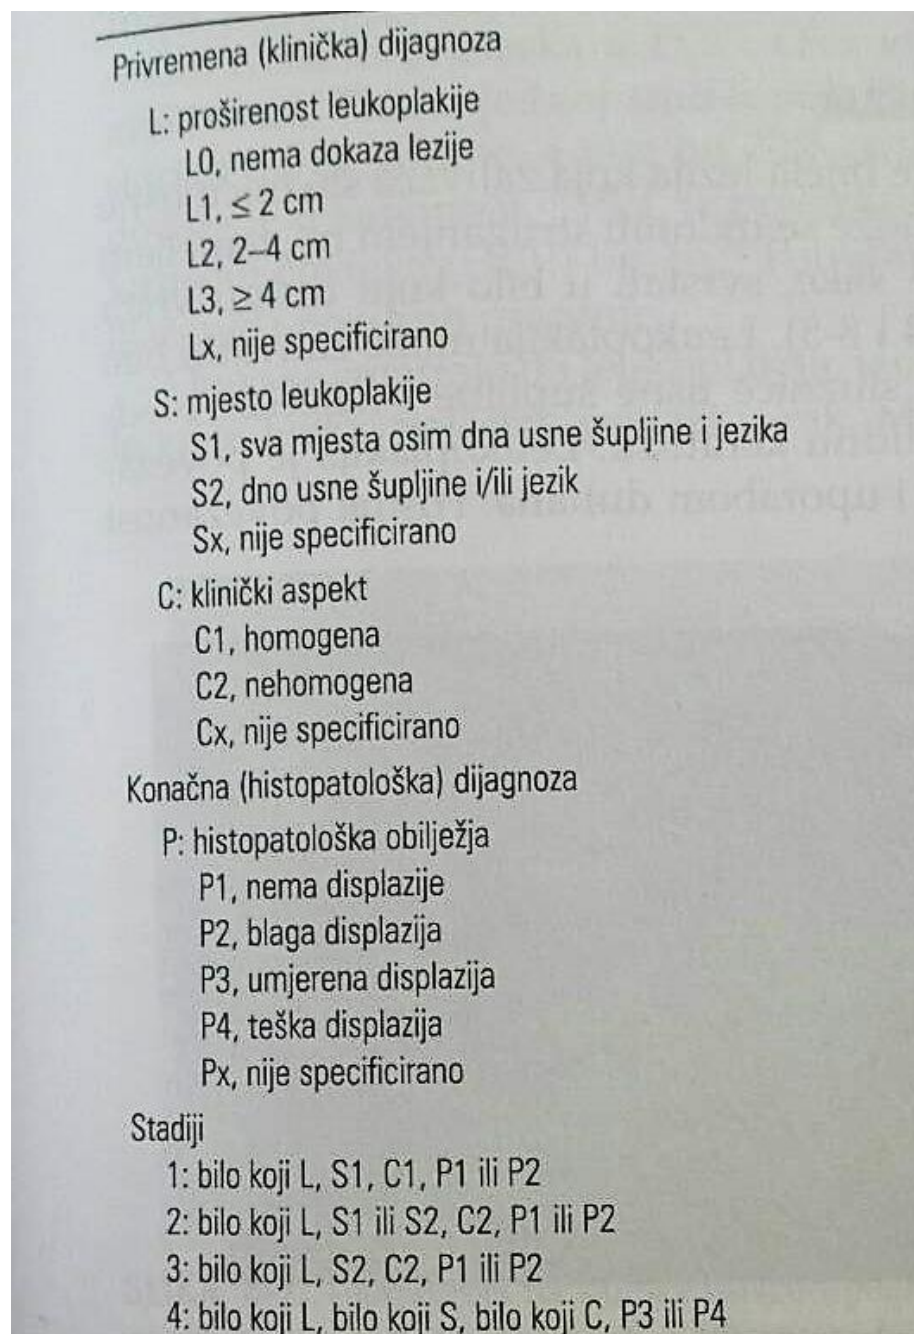 Privremena (klinička) dijagnoza
L: proširenost leukoplakije
L0, nema dokaza lezije
L1, ≤ 2 cm
L2, 2–4 cm
L3, ≥ 4 cm
Lx, nije specificirano
S: mjesto leukoplakije
S1, sva mjesta osim dna usne šupljine i jezika
S2, dno usne šupljine i/ili jezik
Sx, nije specificirano
C: klinički aspekt
C1, homogena
C2, nehomogena
Cx, nije specificirano
Konačna (histopatološka) dijagnoza
P: histopatološka obilježja
P1, nema displazije
P2, blaga displazija
P3, umjerena displazija
P4, teška displazija
Px, nije specificirano
Stadiji
1: bilo koji L, S1, C1, P1 ili P2
2: bilo koji L, S1 ili S2, C2, P1 ili P2
3: bilo koji L, S2, C2, P1 ili P2
4: bilo koji L, bilo koji S, bilo koji C, P3 ili P4